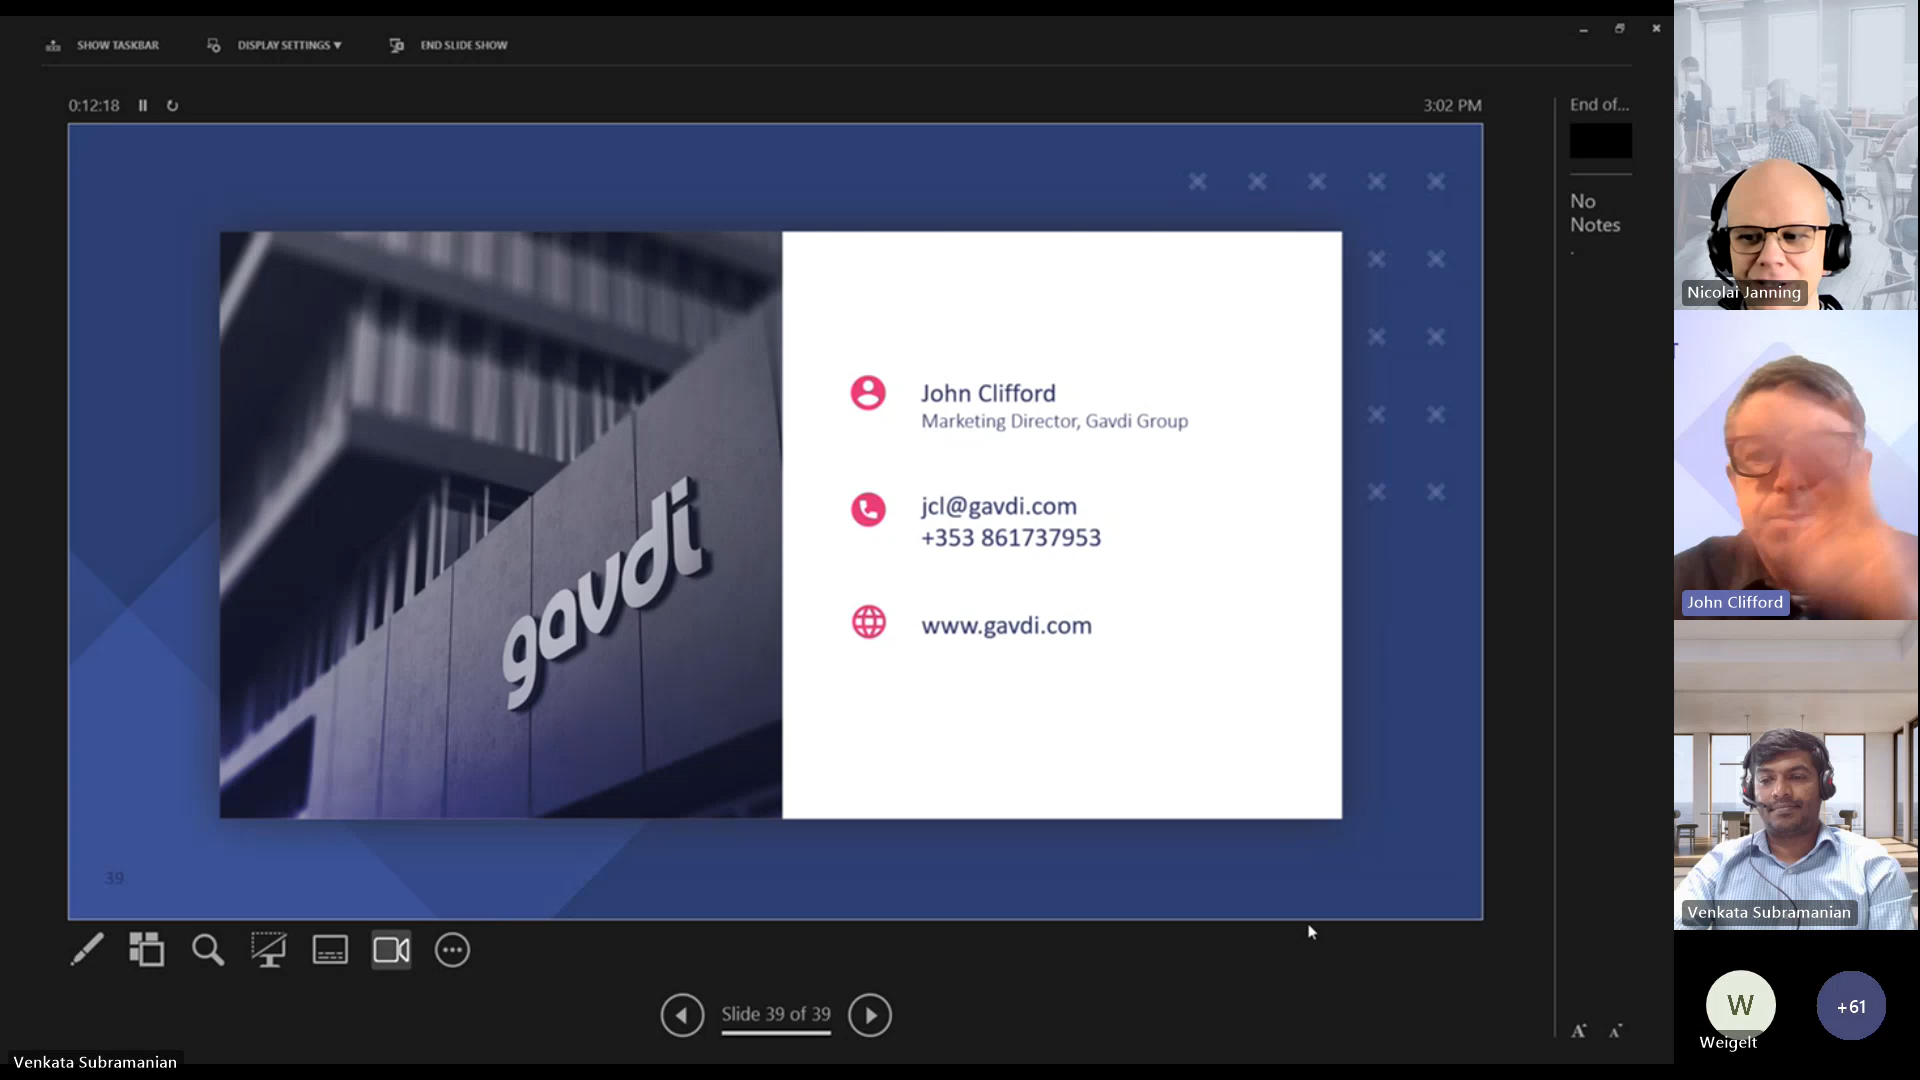 SHOW TASKBAR
DISPLAY SETTINGS ▼
END SLIDE SHOW
0:12:18
3:02 PM
End of...
No
Notes
.
gavdi
John Clifford
Marketing Director, Gavdi Group
jcl@gavdi.com
+353 861737953
www.gavdi.com
39
Slide 39 of 39
A A
Nicolai Janning
John Clifford
Venkata Subramanian
W
+61
Weigelt
Venkata Subramanian